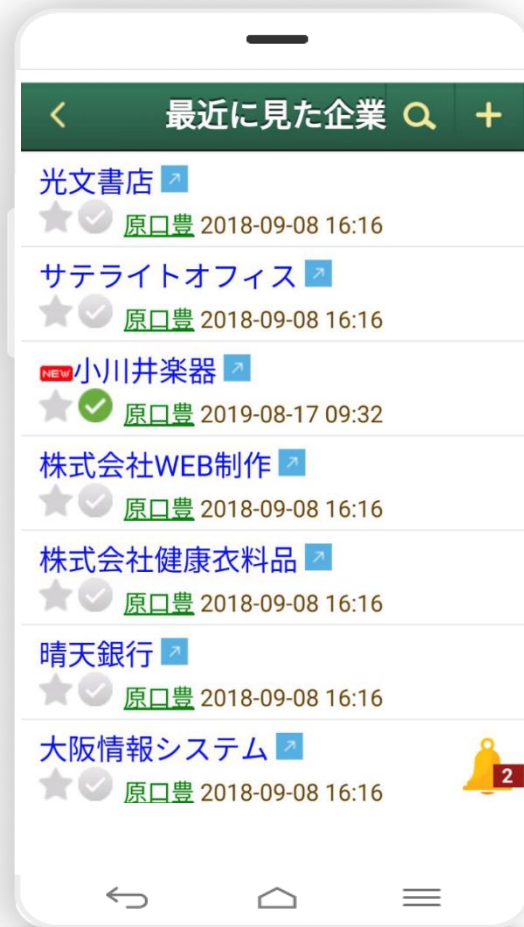 最近に見た企業
光文書店
原口豊 2018-09-08 16:16
サテライトオフィス
原口豊 2018-09-08 16:16
NEW小川井楽器
原口豊 2019-08-17 09:32
株式会社WEB制作
原口豊 2018-09-08 16:16
株式会社健康衣料品
原口豊 2018-09-08 16:16
晴天銀行
原口豊 2018-09-08 16:16
大阪情報システム
原口豊 2018-09-08 16:16
2